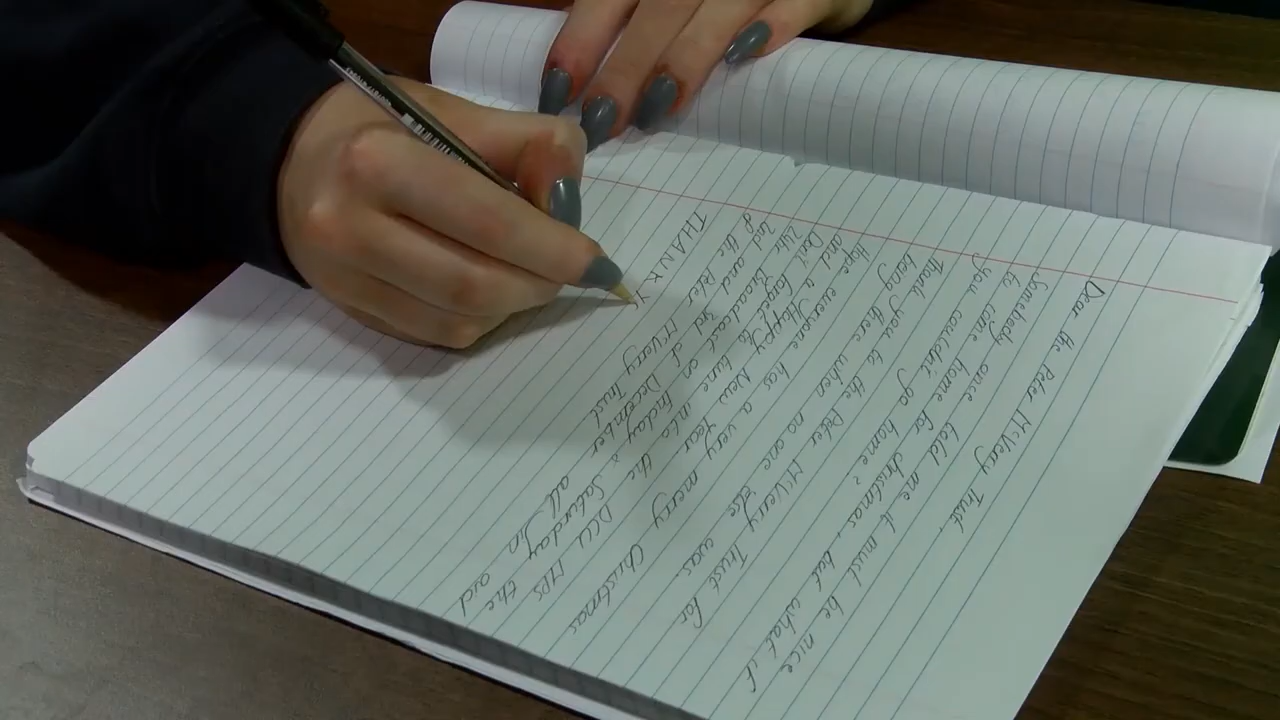 Dear the Peter McVerry Trust
Somebody once told me it must be nice
to come home for christmas, but what if
you couldnt go home?
Thank you to the Peter McVerry Trust for
being there when no one else was.
Hope everyone has a very merry Christmas
and a Happy New Year
Don't forget to tune into the DCU MPS
24hr Broadcast on Friday the
2nd and 3rd of December Saturday all in aid
of the Peter McVerry Trust
THANK Y